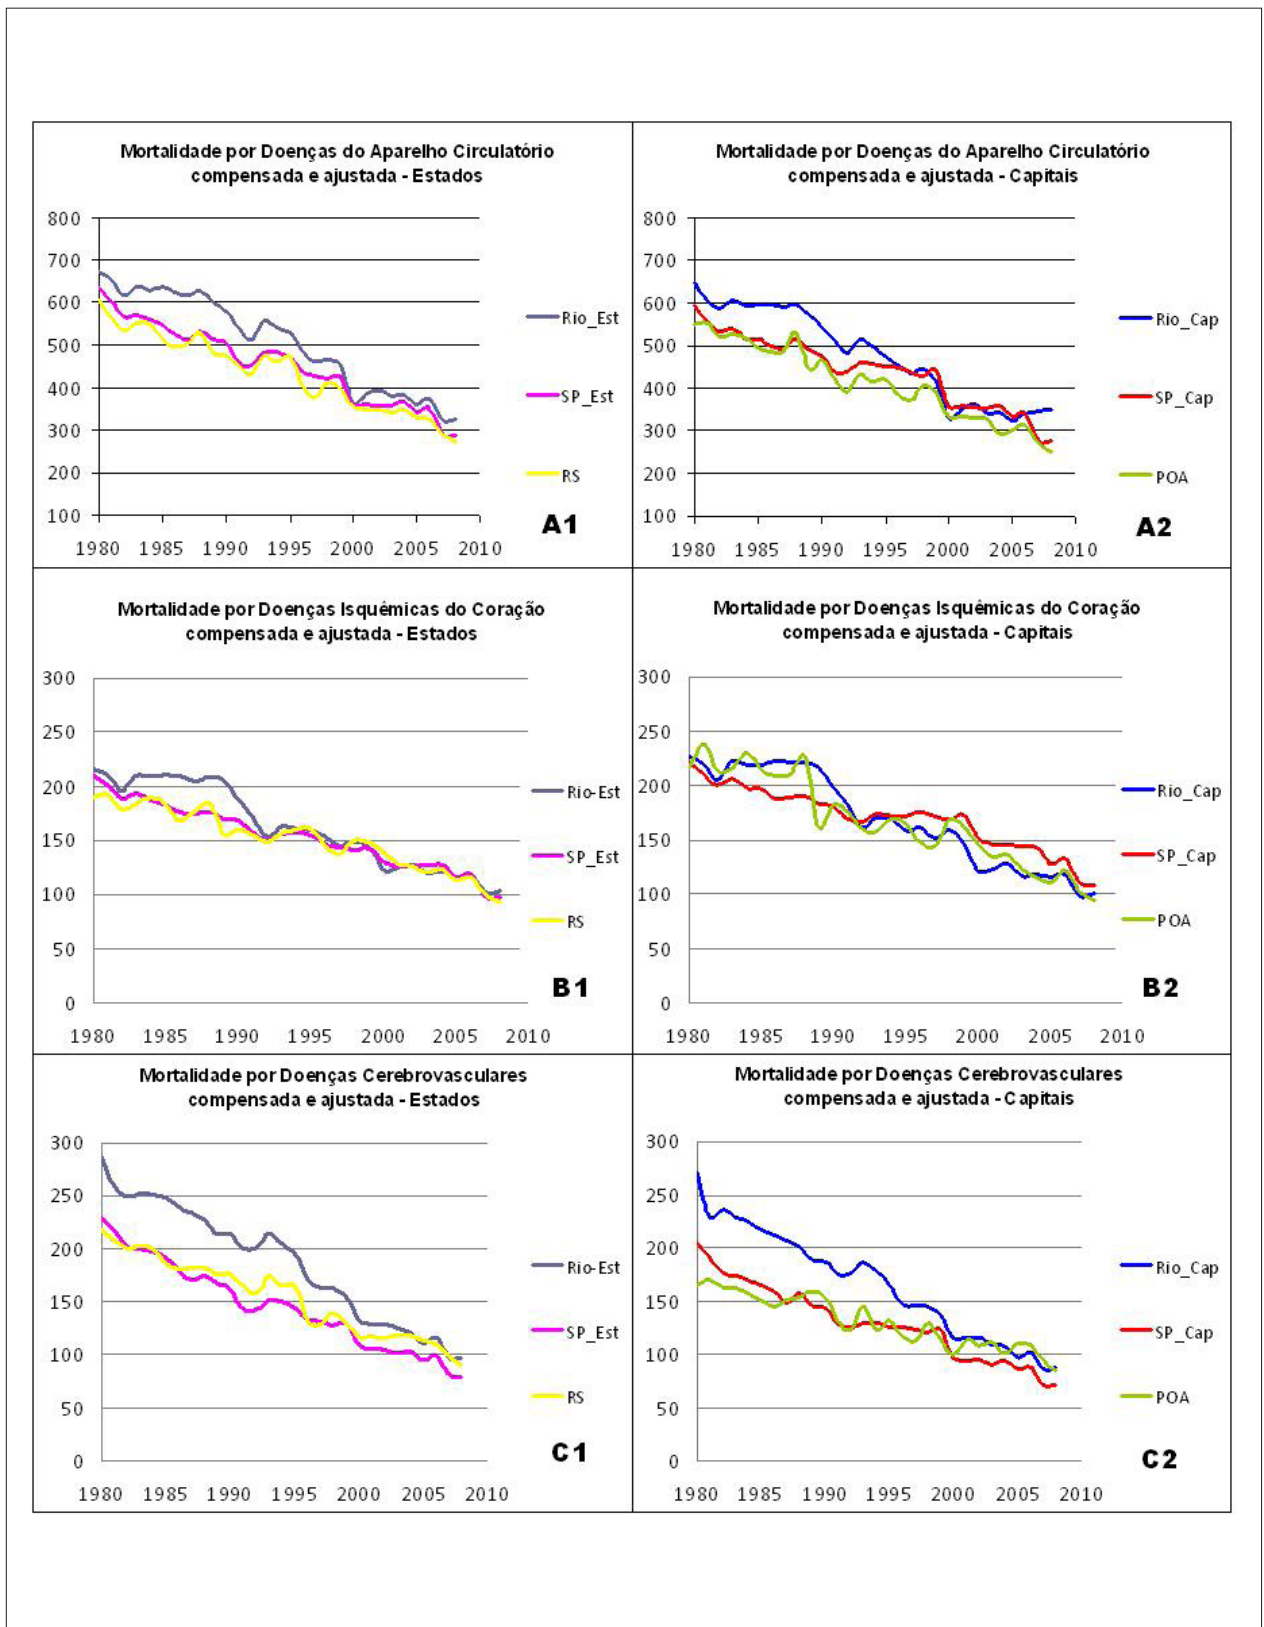 Mortalidade por Doenças do Aparelho Circulatório
compensada e ajustada - Estados
800
700
600
500
400
300
200
100
1980 1985 1990 1995 2000 2005 2010
Rio_Est
SP_Est
RS
A1
Mortalidade por Doenças do Aparelho Circulatório
compensada e ajustada - Capitais
800
700
600
500
400
300
200
100
1980 1985 1990 1995 2000 2005 2010
Rio_Cap
SP_Cap
POA
A2
Mortalidade por Doenças Isquêmicas do Coração
compensada e ajustada - Estados
300
250
200
150
100
50
0
1980 1985 1990 1995 2000 2005 2010
Rio-Est
SP_Est
RS
B1
Mortalidade por Doenças Isquêmicas do Coração
compensada e ajustada - Capitais
300
250
200
150
100
50
0
1980 1985 1990 1995 2000 2005 2010
Rio_Cap
SP_Cap
POA
B2
Mortalidade por Doenças Cerebrovasculares
compensada e ajustada - Estados
300
250
200
150
100
50
0
1980 1985 1990 1995 2000 2005 2010
Rio-Est
SP_Est
RS
C1
Mortalidade por Doenças Cerebrovasculares
compensada e ajustada - Capitais
300
250
200
150
100
50
0
1980 1985 1990 1995 2000 2005 2010
Rio_Cap
SP_Cap
POA
C2